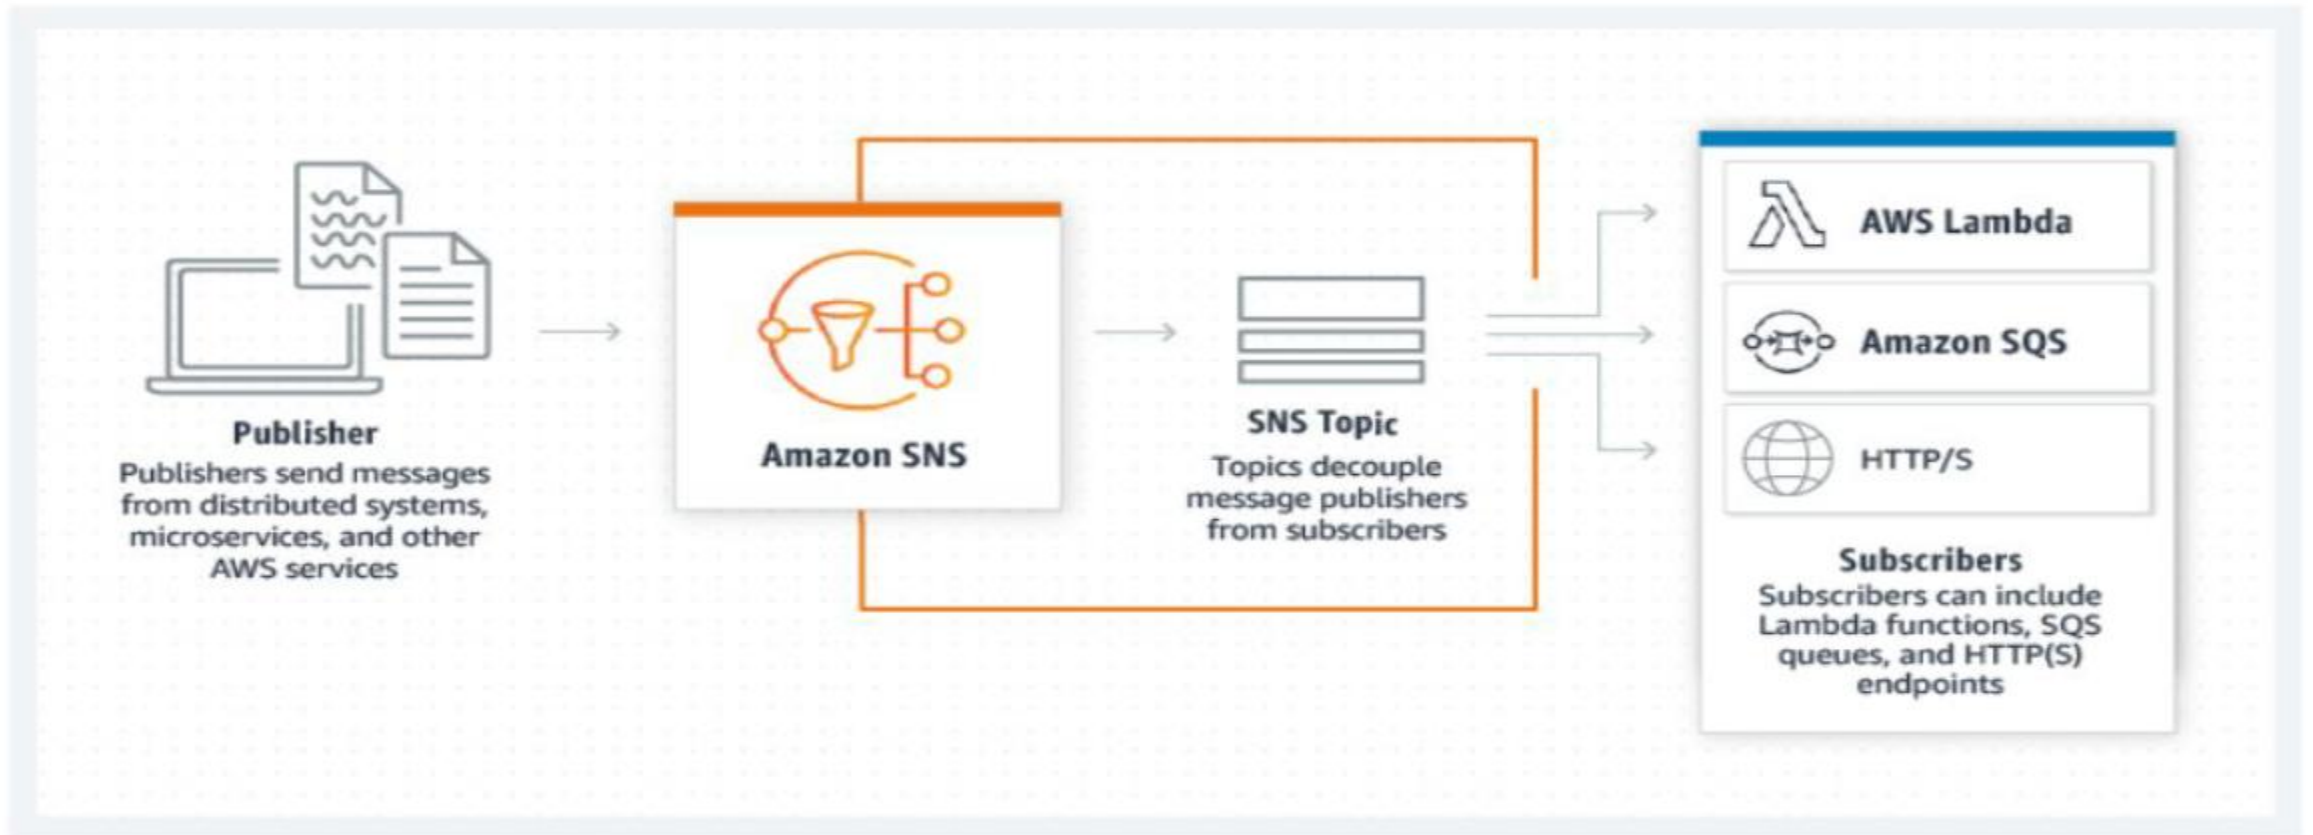 Publisher
Publishers send messages
from distributed systems,
microservices, and other
AWS services
Amazon SNS
SNS Topic
Topics decouple
message publishers
from subscribers
AWS Lambda
Amazon SQS
HTTP/S
Subscribers
Subscribers can include
Lambda functions, SQS
queues, and HTTP(S)
endpoints